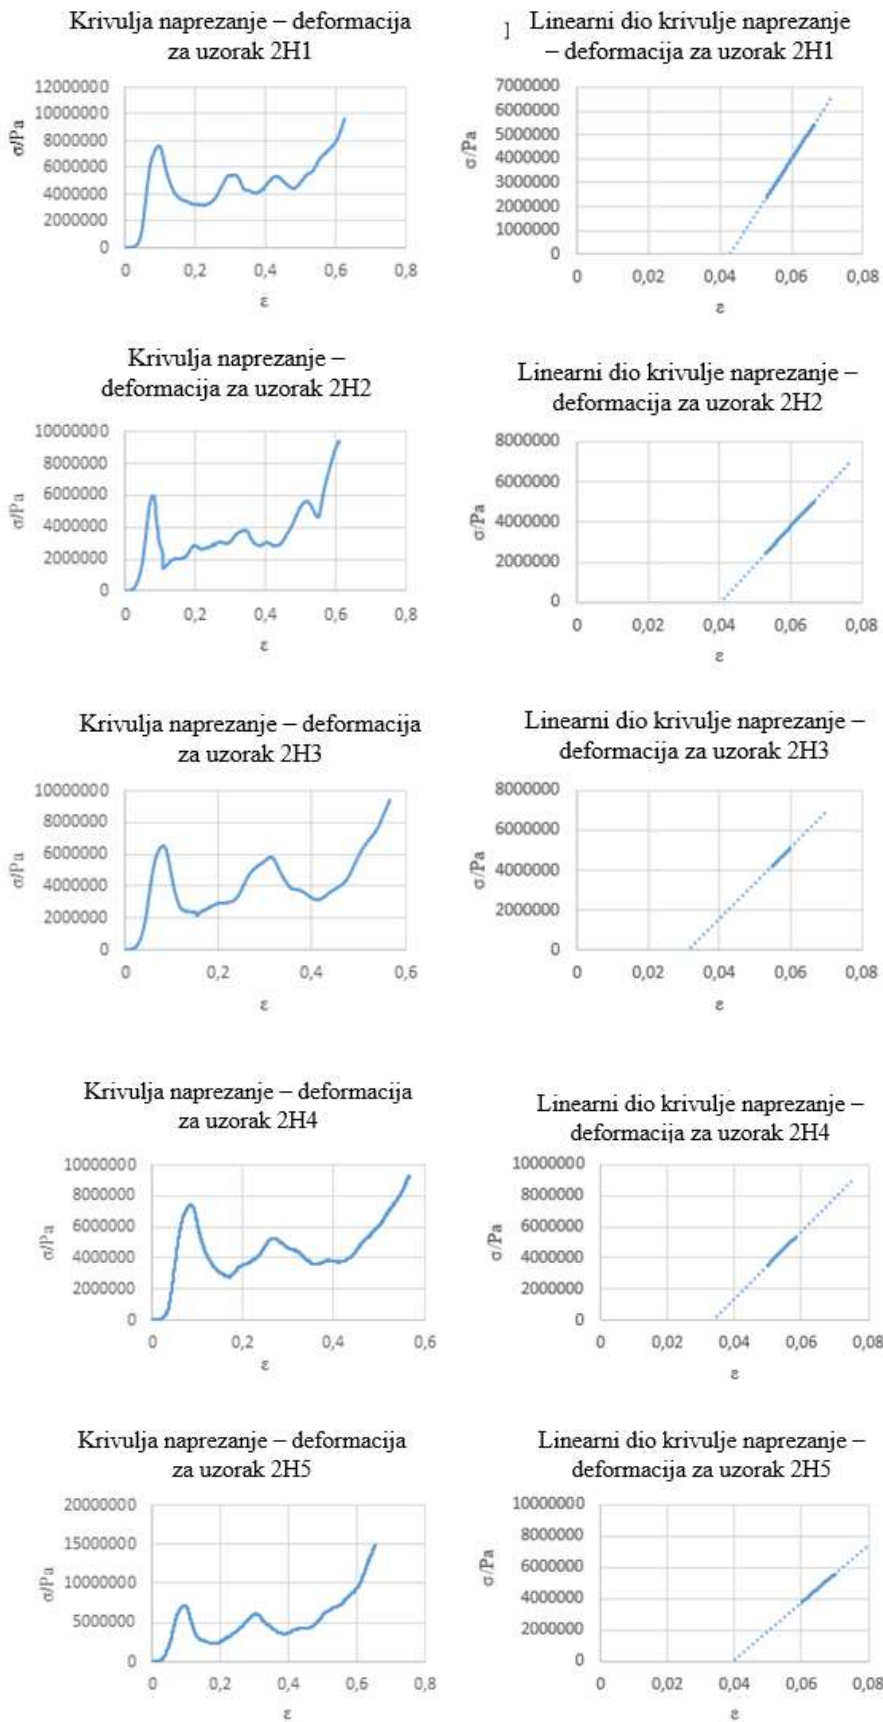 Krivulja naprezanje – deformacija
za uzorak 2H1
12000000
10000000
8000000
6000000
4000000
2000000
0
σ/Pa
0 0,2 0,4 0,6 0,8
ε
Linearni dio krivulje naprezanje
– deformacija za uzorak 2H1
7000000
6000000
5000000
4000000
3000000
2000000
1000000
0
σ/Pa
0 0,02 0,04 0,06 0,08
ε
Krivulja naprezanje –
deformacija za uzorak 2H2
10000000
8000000
6000000
4000000
2000000
0
σ/Pa
0 0,2 0,4 0,6 0,8
ε
Linearni dio krivulje naprezanje –
deformacija za uzorak 2H2
8000000
6000000
4000000
2000000
0
σ/Pa
0 0,02 0,04 0,06 0,08
ε
Krivulja naprezanje – deformacija
za uzorak 2H3
10000000
8000000
6000000
4000000
2000000
0
σ/Pa
0 0,2 0,4 0,6
ε
Linearni dio krivulje naprezanje –
deformacija za uzorak 2H3
8000000
6000000
4000000
2000000
0
σ/Pa
0 0,02 0,04 0,06 0,08
ε
Krivulja naprezanje – deformacija
za uzorak 2H4
10000000
8000000
6000000
4000000
2000000
0
σ/Pa
0 0,2 0,4 0,6
ε
Linearni dio krivulje naprezanje –
deformacija za uzorak 2H4
10000000
8000000
6000000
4000000
2000000
0
σ/Pa
0 0,02 0,04 0,06 0,08
ε
Krivulja naprezanje – deformacija
za uzorak 2H5
20000000
15000000
10000000
5000000
0
σ/Pa
0 0,2 0,4 0,6 0,8
ε
Linearni dio krivulje naprezanje –
deformacija za uzorak 2H5
10000000
8000000
6000000
4000000
2000000
0
σ/Pa
0 0,02 0,04 0,06 0,08
ε